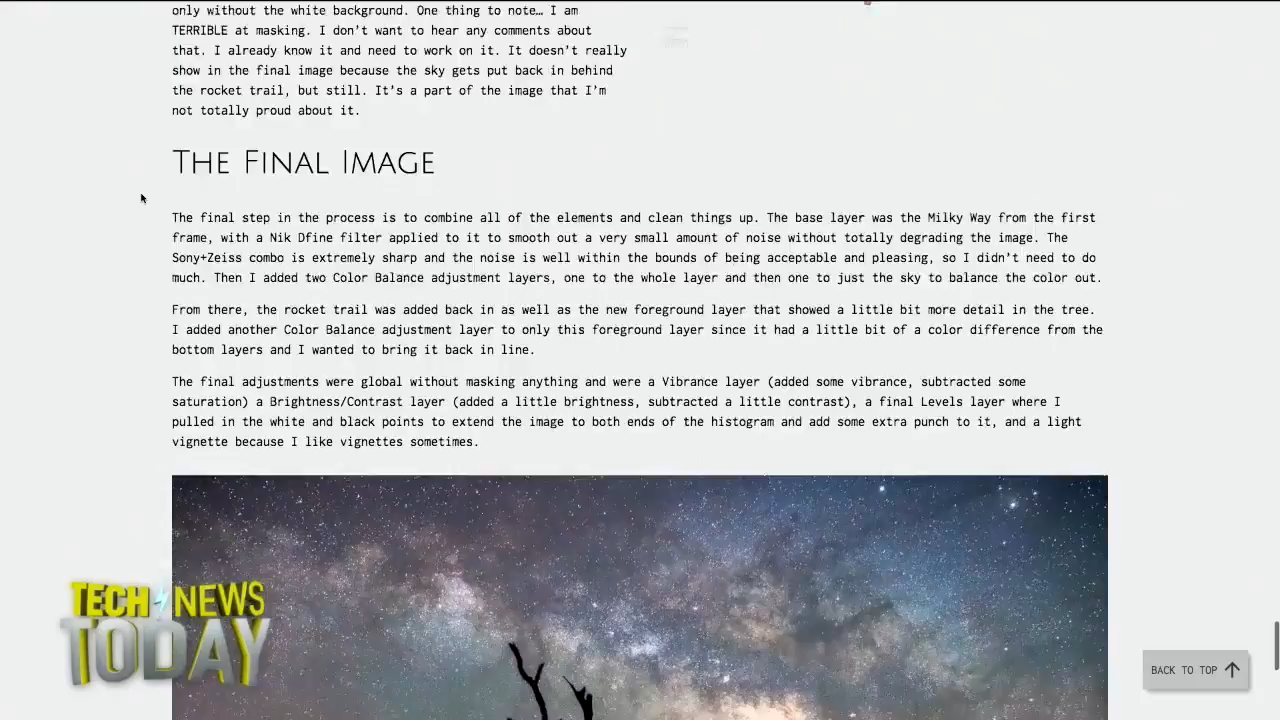 only without the white background. One thing to note… I am
TERRIBLE at masking. I don’t want to hear any comments about
that. I already know it and need to work on it. It doesn’t really
show in the final image because the sky gets put back in behind
the rocket trail, but still. It’s a part of the image that I’m
not totally proud about it.
THE FINAL IMAGE
The final step in the process is to combine all of the elements and clean things up. The base layer was the Milky Way from the first
frame, with a Nik Dfine filter applied to it to smooth out a very small amount of noise without totally degrading the image. The
Sony+Zeiss combo is extremely sharp and the noise is well within the bounds of being acceptable and pleasing, so I didn’t need to do
much. Then I added two Color Balance adjustment layers, one to the whole layer and then one to just the sky to balance the color out.
From there, the rocket trail was added back in as well as the new foreground layer that showed a little bit more detail in the tree.
I added another Color Balance adjustment layer to only this foreground layer since it had a little bit of a color difference from the
bottom layers and I wanted to bring it back in line.
The final adjustments were global without masking anything and were a Vibrance layer (added some vibrance, subtracted some
saturation) a Brightness/Contrast layer (added a little brightness, subtracted a little contrast), a final Levels layer where I
pulled in the white and black points to extend the image to both ends of the histogram and add some extra punch to it, and a light
vignette because I like vignettes sometimes.
TECH NEWS
TODAY
BACK TO TOP